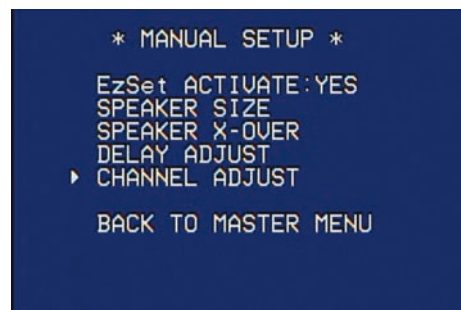 * MANUAL SETUP *
EzSet ACTIVATE:YES
SPEAKER SIZE
SPEAKER X-OVER
DELAY ADJUST
CHANNEL ADJUST
BACK TO MASTER MENU